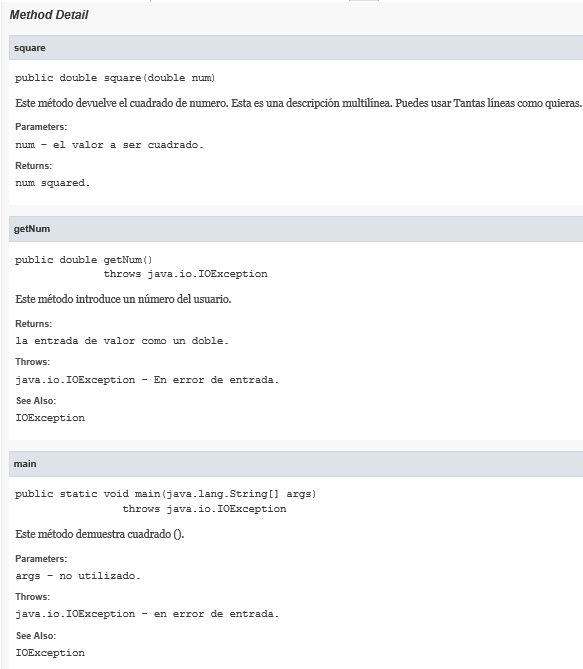 Method Detail
square
public double square(double num)
Este método devuelve el cuadrado de numero. Esta es una descripción multilínea. Puedes usar Tantas líneas como quieras.
Parameters:
num - el valor a ser cuadrado.
Returns:
num squared.
getNum
public double getNum()
throws java.io.IOException
Este método introduce un número del usuario.
Returns:
la entrada de valor como un doble.
Throws:
java.io.IOException - En error de entrada.
See Also:
IOException
main
public static void main(java.lang.String[] args)
throws java.io.IOException
Este método demuestra cuadrado ().
Parameters:
args - no utilizado.
Throws:
java.io.IOException - en error de entrada.
See Also:
IOException